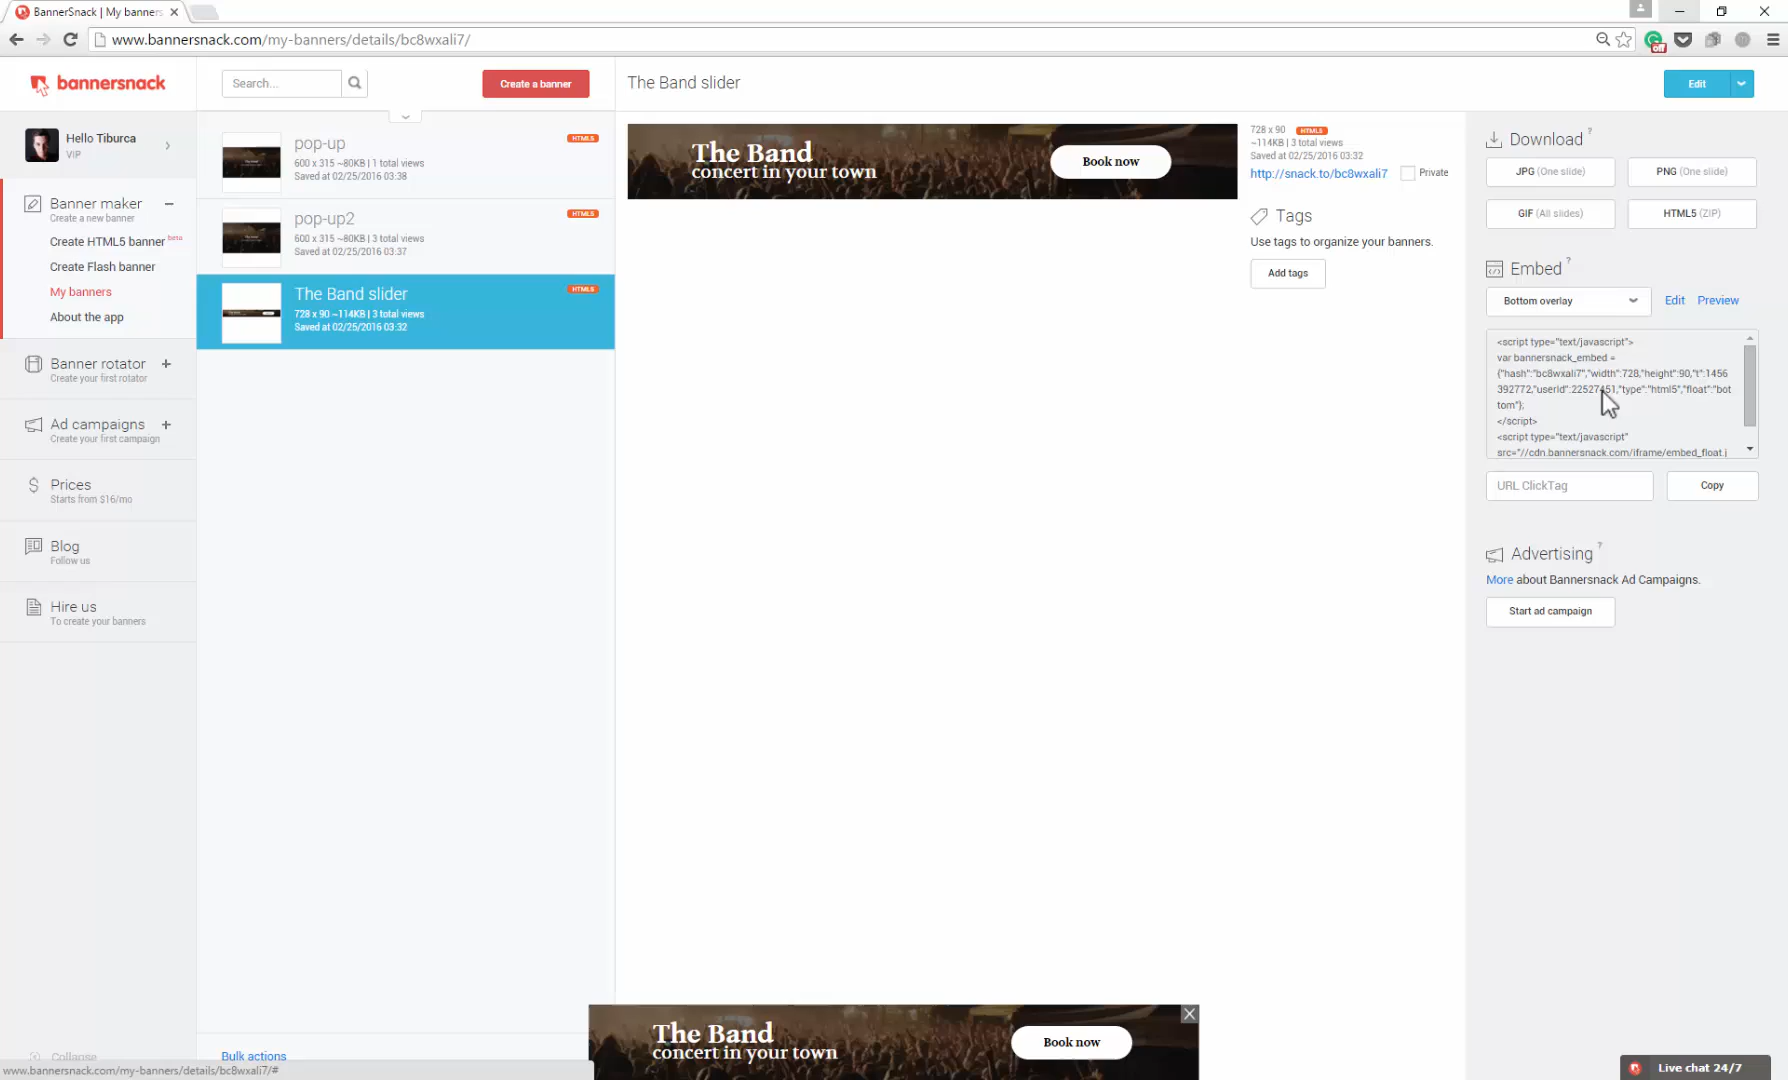 BannerSnack | My banners
www.bannersnack.com/my-banners/details/bc8wxali7/
off
bannersnack
Search...
Create a banner
The Band slider
Edit
Hello Tiburca
VIP
Banner maker
Create a new banner
Create HTML5 banner beta
Create Flash banner
My banners
About the app
Banner rotator
Create your first rotator
Ad campaigns
Create your first campaign
Prices
Starts from $16/mo
Blog
Follow us
Hire us
To create your banners
Collapse
pop-up
HTML5
600 x 315 ~80KB | 1 total views
Saved at 02/25/2016 03:38
pop-up2
HTML5
600 x 315 ~80KB | 3 total views
Saved at 02/25/2016 03:37
The Band slider
HTML5
728 x 90 ~114KB | 3 total views
Saved at 02/25/2016 03:32
Bulk actions
The Band
concert in your town
Book now
728 x 90 HTML5
~114KB | 3 total views
Saved at 02/25/2016 03:32
http://snack.to/bc8wxali7
Private
Tags
Use tags to organize your banners.
Add tags
Download ?
JPG (One slide)
PNG (One slide)
GIF (All slides)
HTML5 (ZIP)
Embed ?
Bottom overlay
Edit
Preview
<script type="text/javascript">
var bannersnack_embed =
{"hash":"bc8wxali7","width":728,"height":90,"t":1456
392772,"userId":22527451,"type":"html5","float":"bot
tom"};
</script>
<script type="text/javascript"
src="//cdn.bannersnack.com/iframe/embed_float.j
URL ClickTag
Copy
Advertising ?
More about Bannersnack Ad Campaigns.
Start ad campaign
The Band
concert in your town
Book now
www.bannersnack.com/my-banners/details/bc8wxali7/#
Live chat 24/7